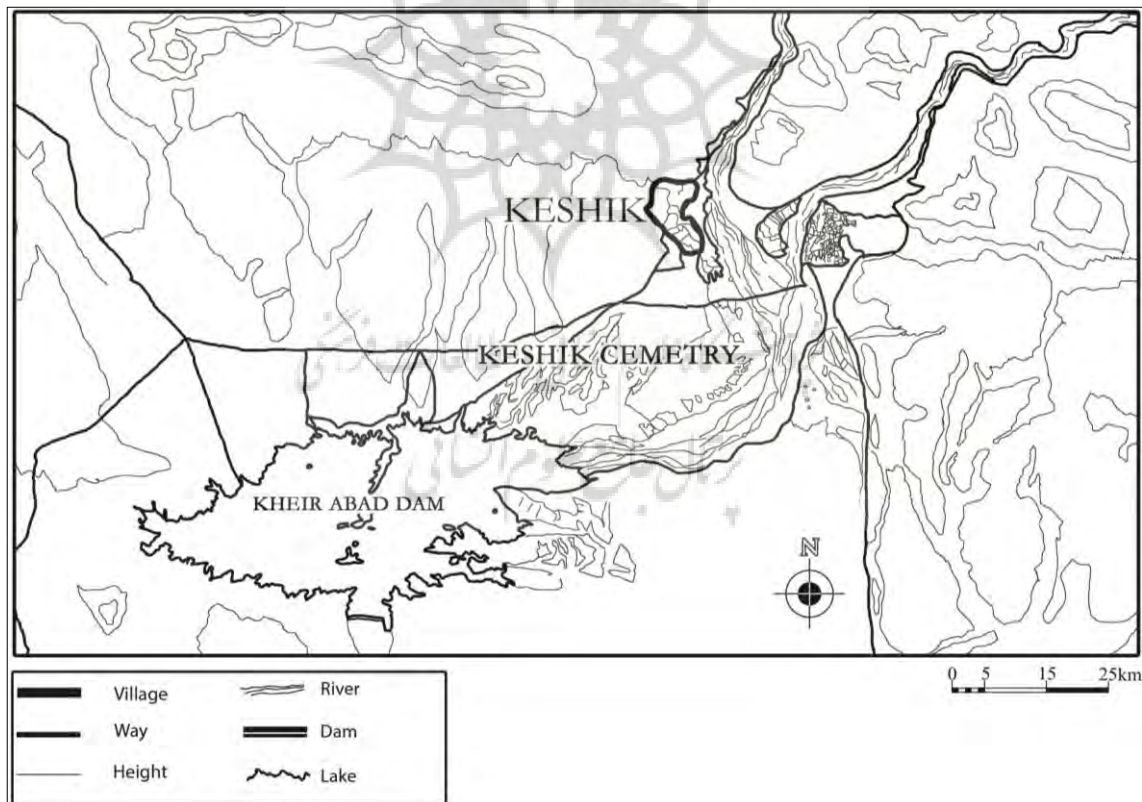 KESHIK
KESHIK CEMETRY
KHEIR ABAD DAM
N
0 5 15 25km
Village
River
Way
Dam
Height
Lake